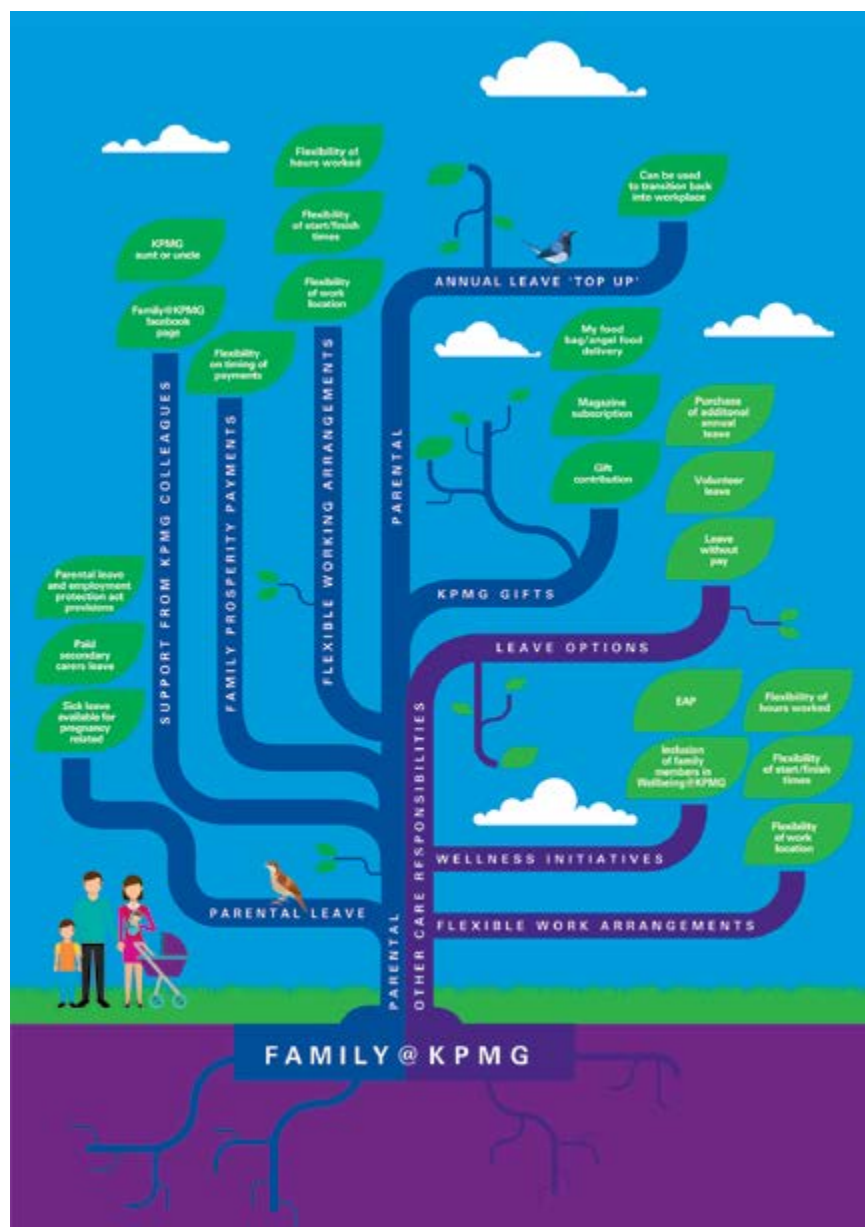 Flexibility of
hours worked
Flexibility
of start/finish
times
Flexibility
of work
location
Can be used
to transition back
into workplace
ANNUAL LEAVE 'TOP UP'
KPMG
aunt or uncle
Family@KPMG
facebook
page
Flexibility
on timing of
payments
My food
bag/angel food
delivery
Magazine
subscription
Gift
contribution
Purchase
of additonal
annual
leave
Volunteer
leave
Leave
without
pay
Parental leave
and employment
protection act
provisions
Paid
secondary
carers leave
Sick leave
available for
pregnancy
related
SUPPORT FROM KPMG COLLEAGUES
FAMILY PROSPERITY PAYMENTS
FLEXIBLE WORKING ARRANGEMENTS
PARENTAL
KPMG GIFTS
LEAVE OPTIONS
EAP
Inclusion
of family
members in
Wellbeing@KPMG
Flexibility of
hours worked
Flexibility
of start/finish
times
Flexibility
of work
location
WELLNESS INITIATIVES
PARENTAL LEAVE
FLEXIBLE WORK ARRANGEMENTS
PARENTAL
OTHER CARE RESPONSIBILITIES
FAMILY@KPMG